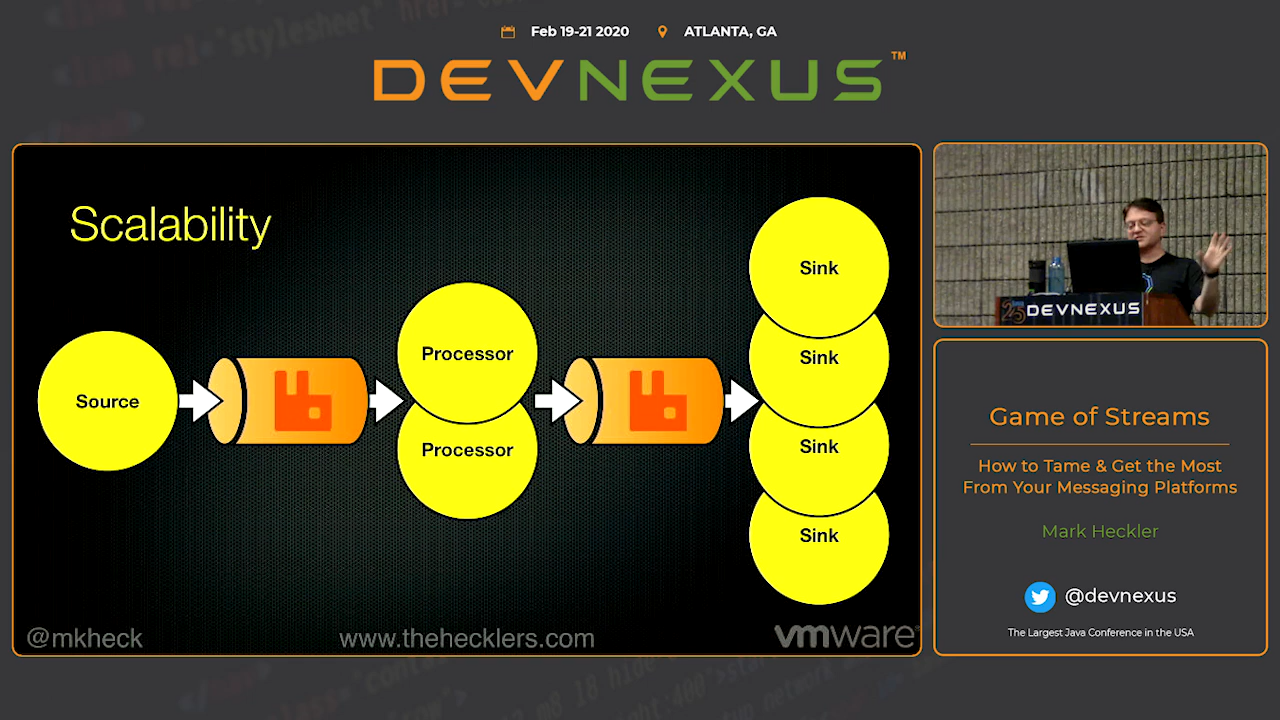 Feb 19-21 2020
ATLANTA, GA
DEVNEXUS™
Scalability
Source
Processor
Processor
Sink
Sink
Sink
Sink
@mkheck
www.thehecklers.com
vmware®
DEVNEXUS
Game of Streams
How to Tame & Get the Most
From Your Messaging Platforms
Mark Heckler
@devnexus
The Largest Java Conference in the USA